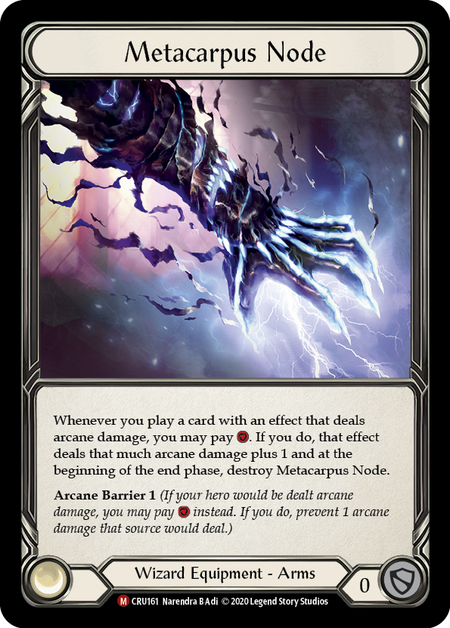 Metacarpus Node
Whenever you play a card with an effect that deals
arcane damage, you may pay . If you do, that effect
deals that much arcane damage plus 1 and at the
beginning of the end phase, destroy Metacarpus Node.
Arcane Barrier 1 (If your hero would be dealt arcane
damage, you may pay instead. If you do, prevent 1 arcane
damage that source would deal.)
Wizard Equipment - Arms
0
M CRU161 Narendra B Adi © 2020 Legend Story Studios